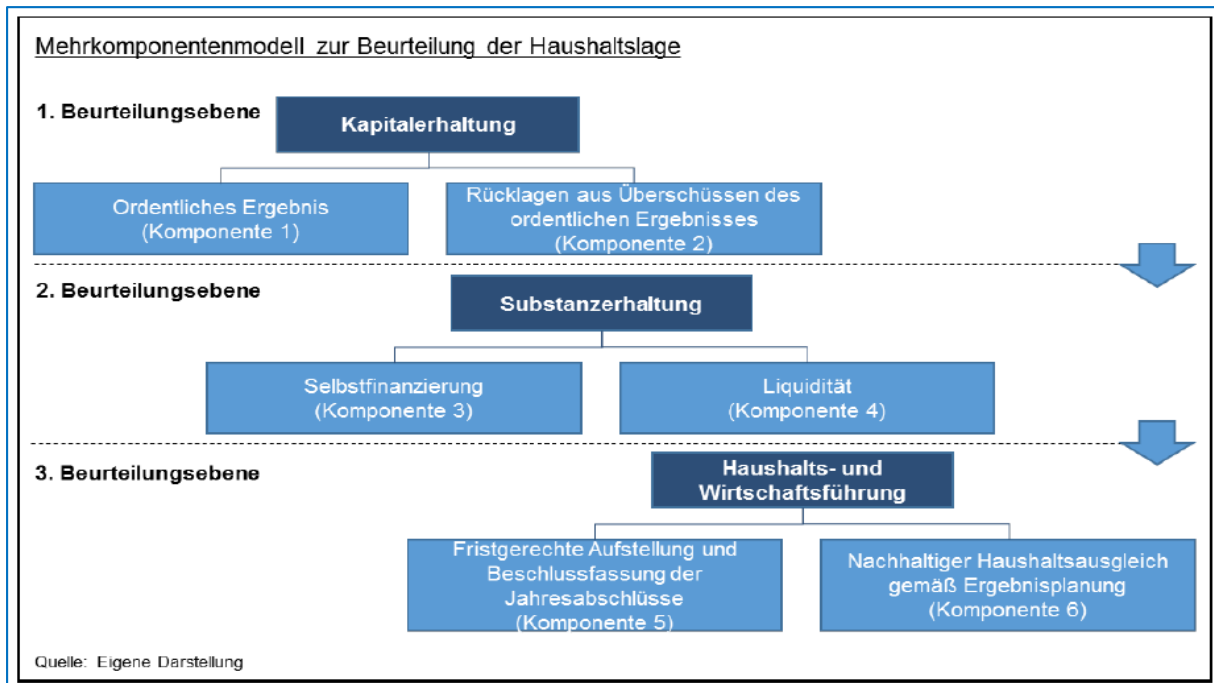 Mehrkomponentenmodell zur Beurteilung der Haushaltslage
1. Beurteilungsebene
Kapitalerhaltung
Ordentliches Ergebnis
(Komponente 1)
Rücklagen aus Überschüssen des
ordentlichen Ergebnisses
(Komponente 2)
2. Beurteilungsebene
Substanzerhaltung
Selbstfinanzierung
(Komponente 3)
Liquidität
(Komponente 4)
3. Beurteilungsebene
Haushalts- und
Wirtschaftsführung
Fristgerechte Aufstellung und
Beschlussfassung der
Jahresabschlüsse
(Komponente 5)
Nachhaltiger Haushaltsausgleich
gemäß Ergebnisplanung
(Komponente 6)
Quelle: Eigene Darstellung